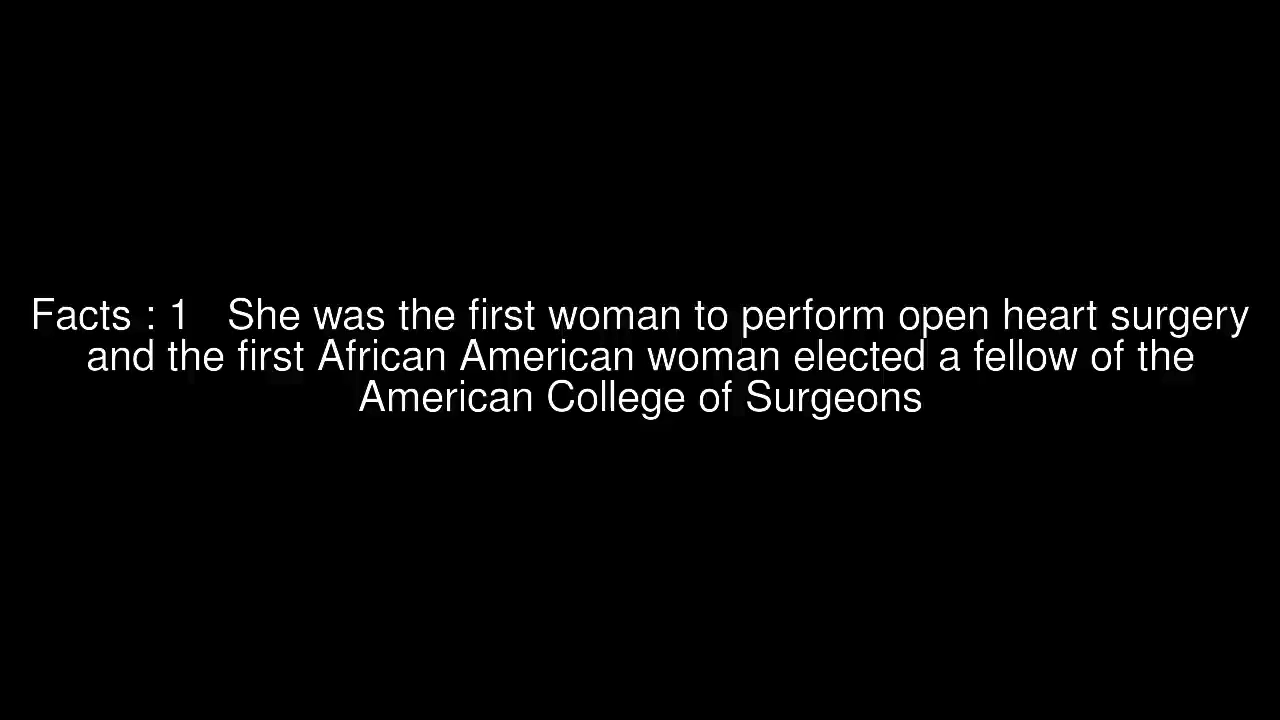 Facts : 1 She was the first woman to perform open heart surgery
and the first African American woman elected a fellow of the
American College of Surgeons